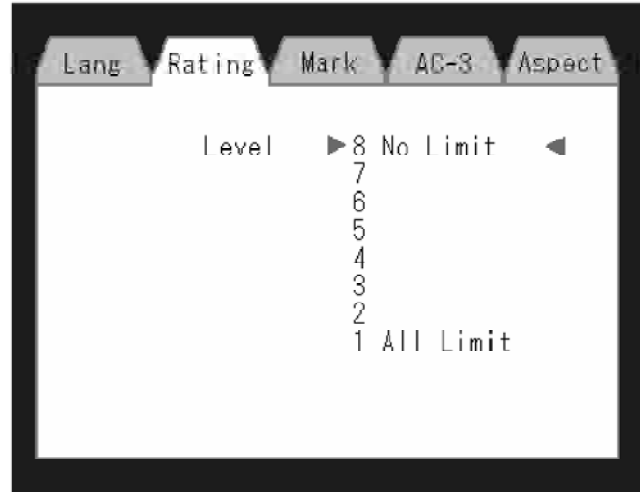 Lang Rating Mark AC-3 Aspect
Level ▶ 8 No Limit ◀
7
6
5
4
3
2
1 All Limit